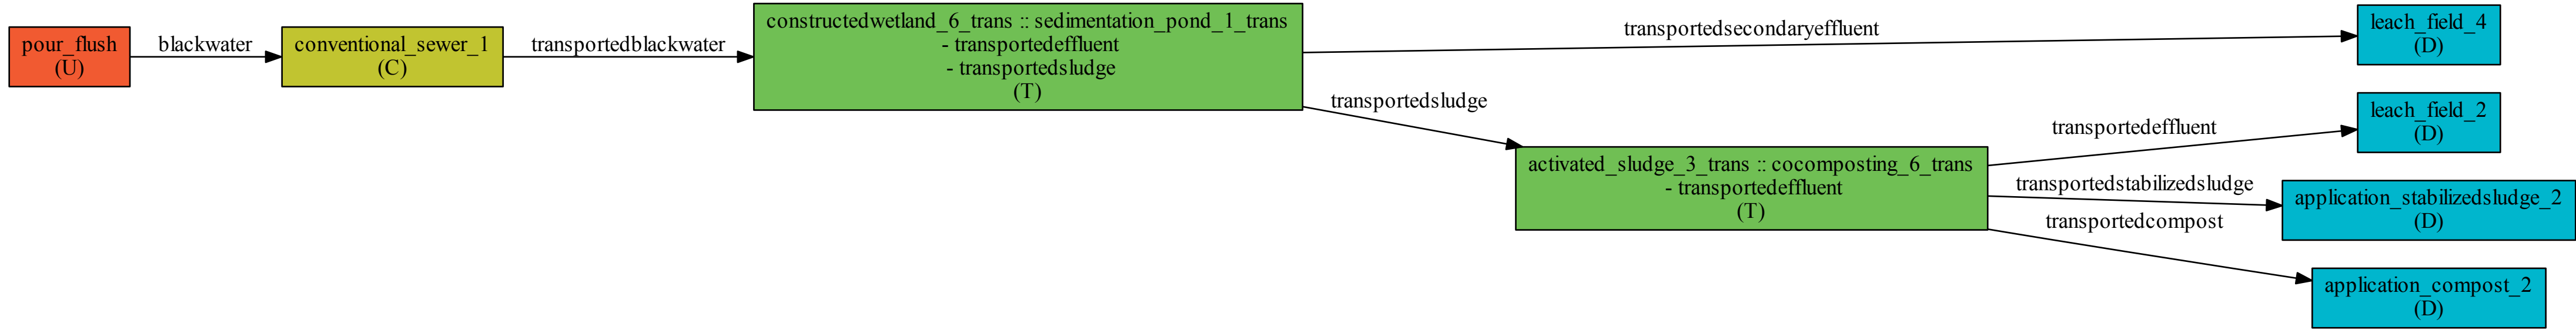 pour_flush
(U)
blackwater
conventional_sewer_1
(C)
transportedblackwater
constructedwetland_6_trans :: sedimentation_pond_1_trans
- transportedeffluent
- transportedsludge
(T)
transportedsecondaryeffluent
leach_field_4
(D)
transportedsludge
activated_sludge_3_trans :: cocomposting_6_trans
- transportedeffluent
(T)
transportedeffluent
leach_field_2
(D)
transportedstabilizedsludge
application_stabilizedsludge_2
(D)
transportedcompost
application_compost_2
(D)